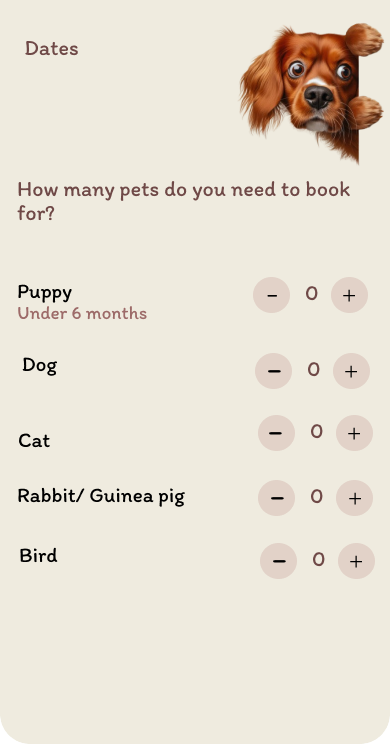 Dates
How many pets do you need to book
for?
Puppy - 0 +
Under 6 months
Dog - 0 +
Cat - 0 +
Rabbit/ Guinea pig - 0 +
Bird - 0 +